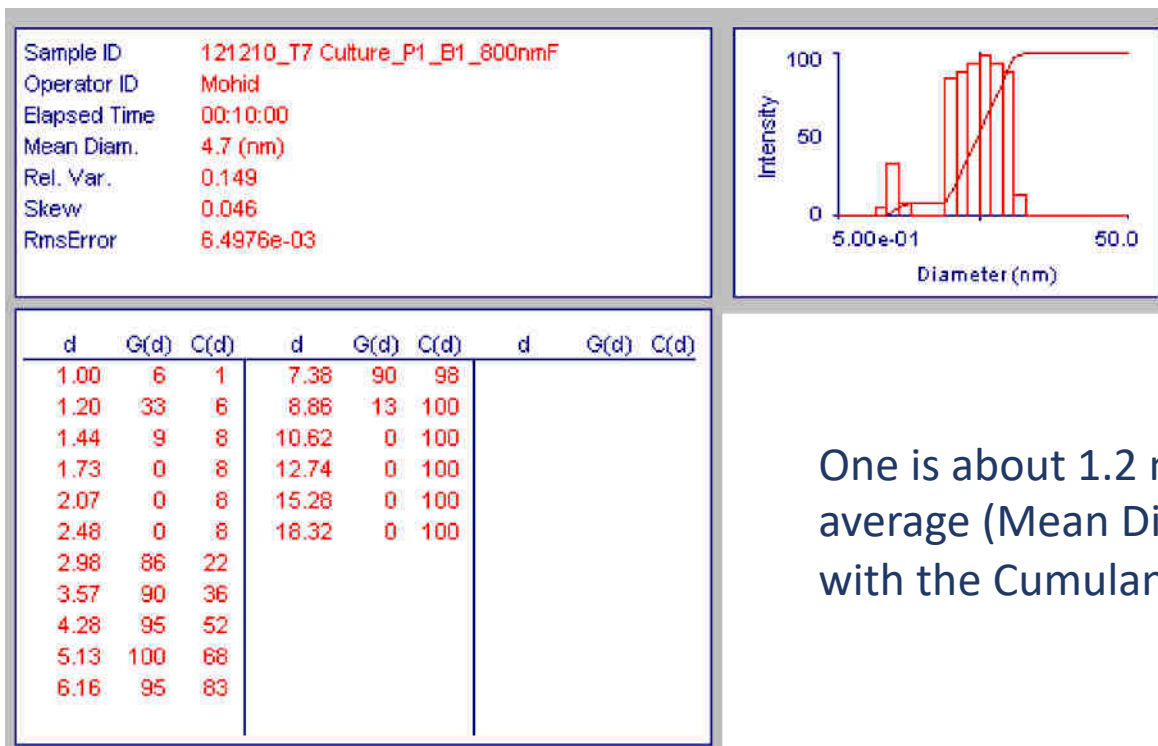 Sample ID 121210_T7 Culture_P1_B1_800nmF
Operator ID Mohid
Elapsed Time 00:10:00
Mean Diam. 4.7 (nm)
Rel. Var. 0.149
Skew 0.046
RmsError 6.4976e-03
100
50
0
Intensity
5.00e-01 50.0
Diameter (nm)
d G(d) C(d) d G(d) C(d) d G(d) C(d)
1.00 6 1 7.38 90 98
1.20 33 6 8.86 13 100
1.44 9 8 10.62 0 100
1.73 0 8 12.74 0 100
2.07 0 8 15.28 0 100
2.48 0 8 18.32 0 100
2.98 86 22
3.57 90 36
4.28 95 52
5.13 100 68
6.16 95 83
One is about 1.2
average (Mean
with the